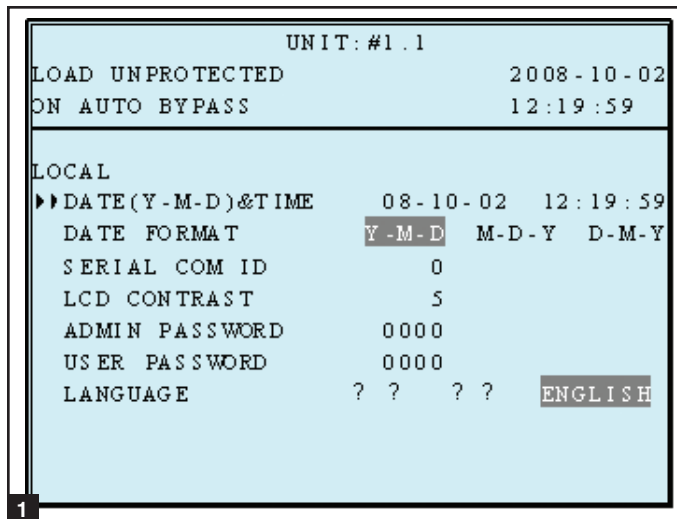 UNIT:#1.1
LOAD UNPROTECTED 2008-10-02
ON AUTO BYPASS 12:19:59
LOCAL
DATE(Y-M-D)&TIME 08-10-02 12:19:59
DATE FORMAT Y-M-D M-D-Y D-M-Y
SERIAL COM ID 0
LCD CONTRAST 5
ADMIN PASSWORD 0000
USER PASSWORD 0000
LANGUAGE ? ? ? ? ENGLISH
1